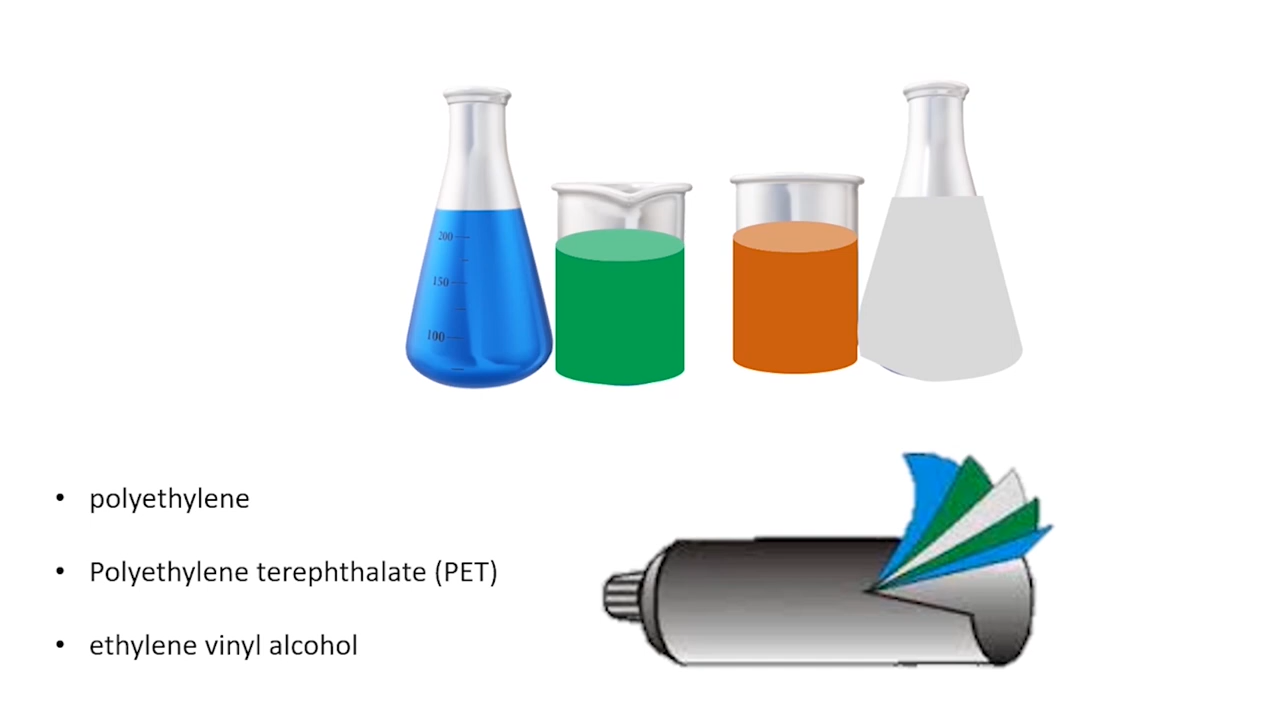 200
150
100
• polyethylene
• Polyethylene terephthalate (PET)
• ethylene vinyl alcohol